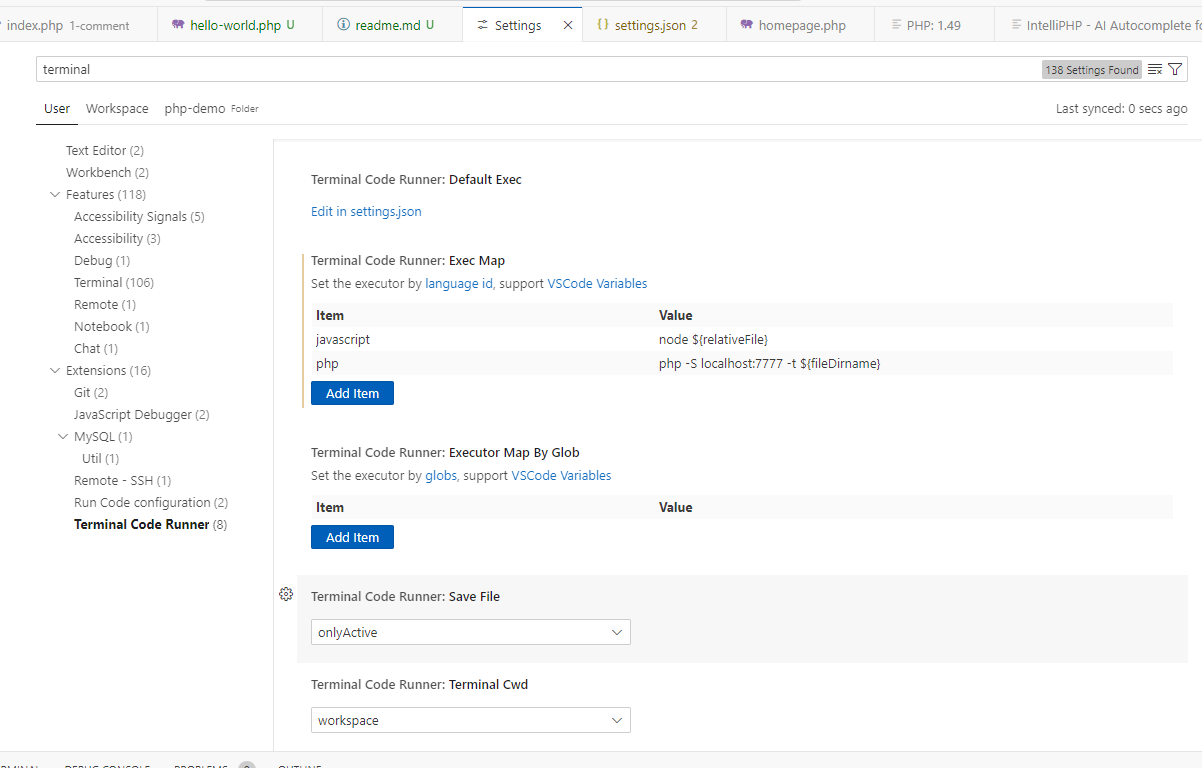 index.php 1-comment
hello-world.php U
readme.md U
Settings
settings.json 2
homepage.php
PHP: 1.49
IntelliPHP - AI Autocomplete
terminal
138 Settings Found
User
Workspace
php-demo Folder
Last synced: 0 secs ago
Text Editor (2)
Workbench (2)
Features (118)
Accessibility Signals (5)
Accessibility (3)
Debug (1)
Terminal (106)
Remote (1)
Notebook (1)
Chat (1)
Extensions (16)
Git (2)
JavaScript Debugger (2)
MySQL (1)
Util (1)
Remote - SSH (1)
Run Code configuration (2)
Terminal Code Runner (8)
Terminal Code Runner: Default Exec
Edit in settings.json
Terminal Code Runner: Exec Map
Set the executor by language id, support VSCode Variables
Item Value
javascript node ${relativeFile}
php php -S localhost:7777 -t ${fileDirname}
Add Item
Terminal Code Runner: Executor Map By Glob
Set the executor by globs, support VSCode Variables
Item Value
Add Item
Terminal Code Runner: Save File
onlyActive
Terminal Code Runner: Terminal Cwd
workspace
DEBUG CONSOLE
PROBLEMS
OUTLINE